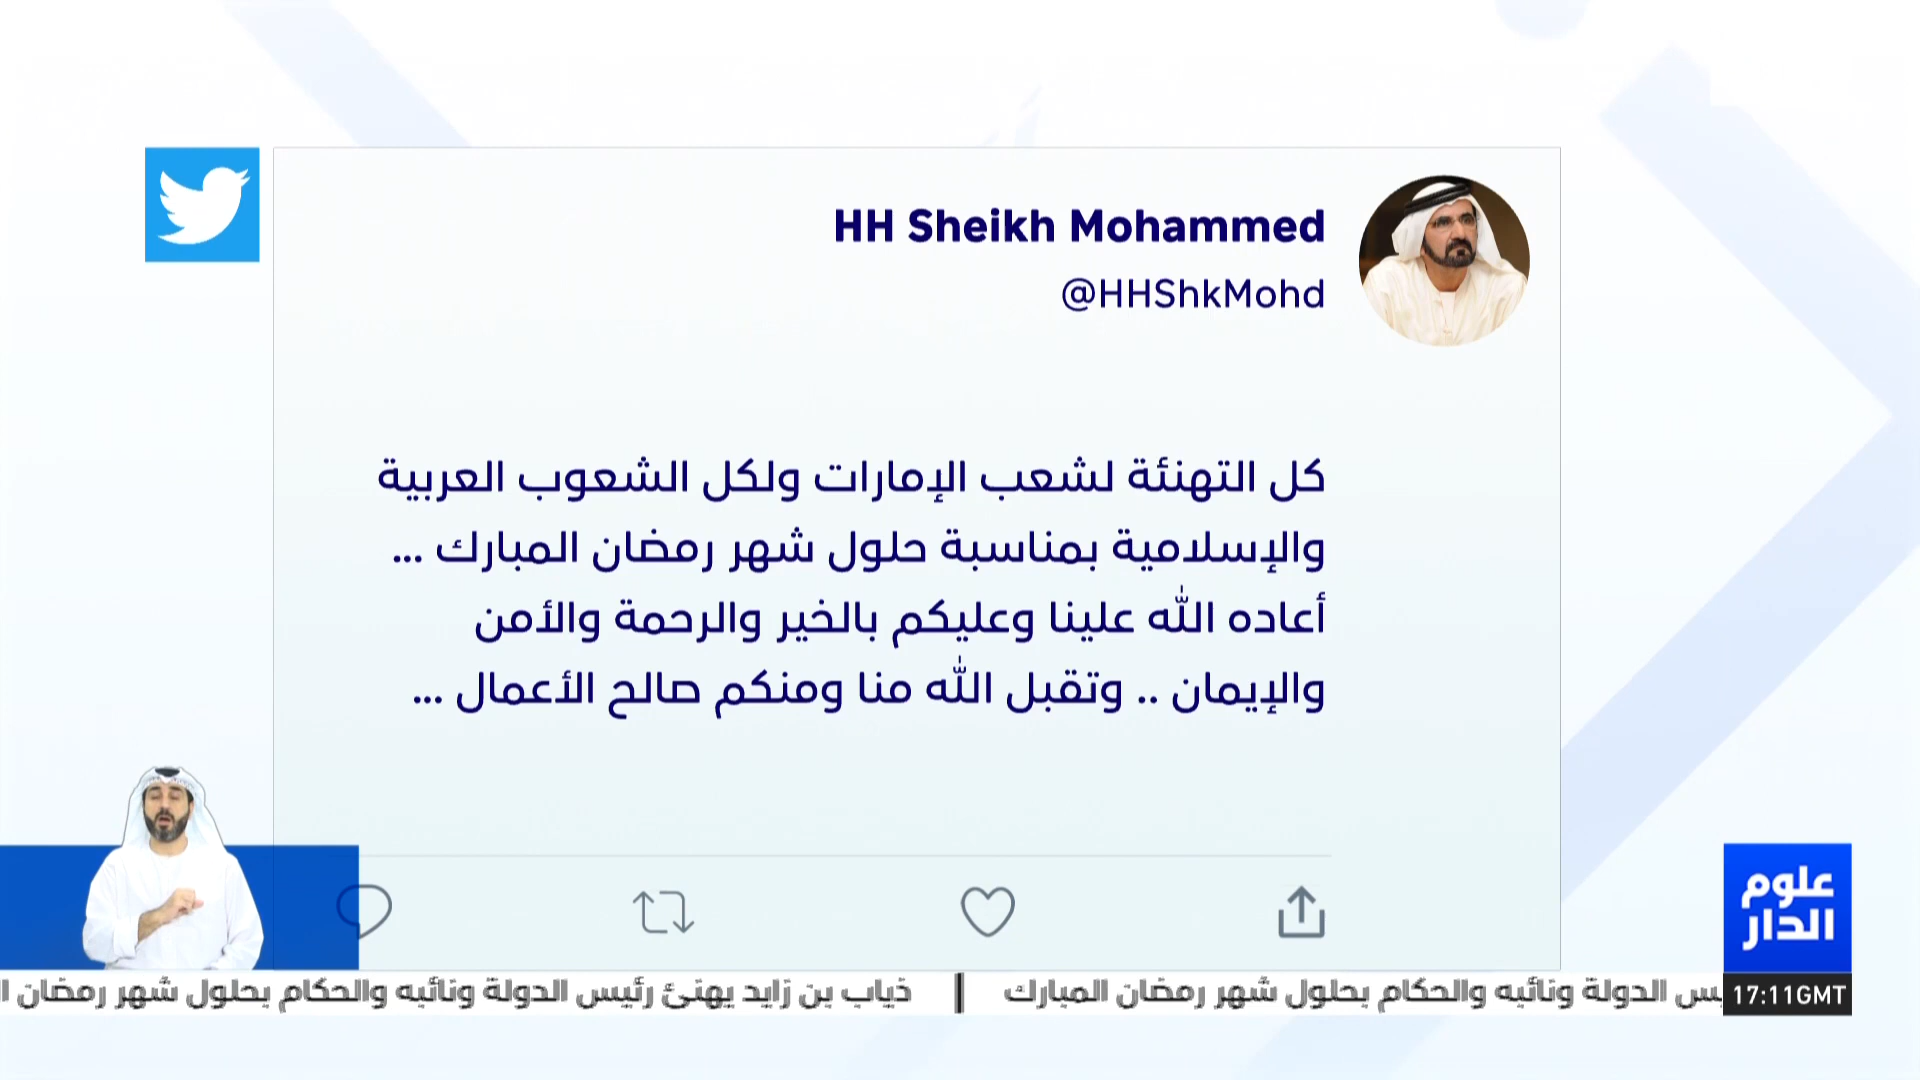 HH Sheikh Mohammed
@HHShkMohd
كل التهنئة لشعب الإمارات ولكل الشعوب العربية
والإسلامية بمناسبة حلول شهر رمضان المبارك ...
أعاده الله علينا وعليكم بالخير والرحمة والأمن
والإيمان .. وتقبل الله منا ومنكم صالح الأعمال ...
علوم
الدار
الدولة ونائبه والحكام بحلول شهر رمضان المبارك | ذياب بن زايد يهنئ رئيس الدولة ونائبه والحكام بحلول شهر رمضان
17:11GMT